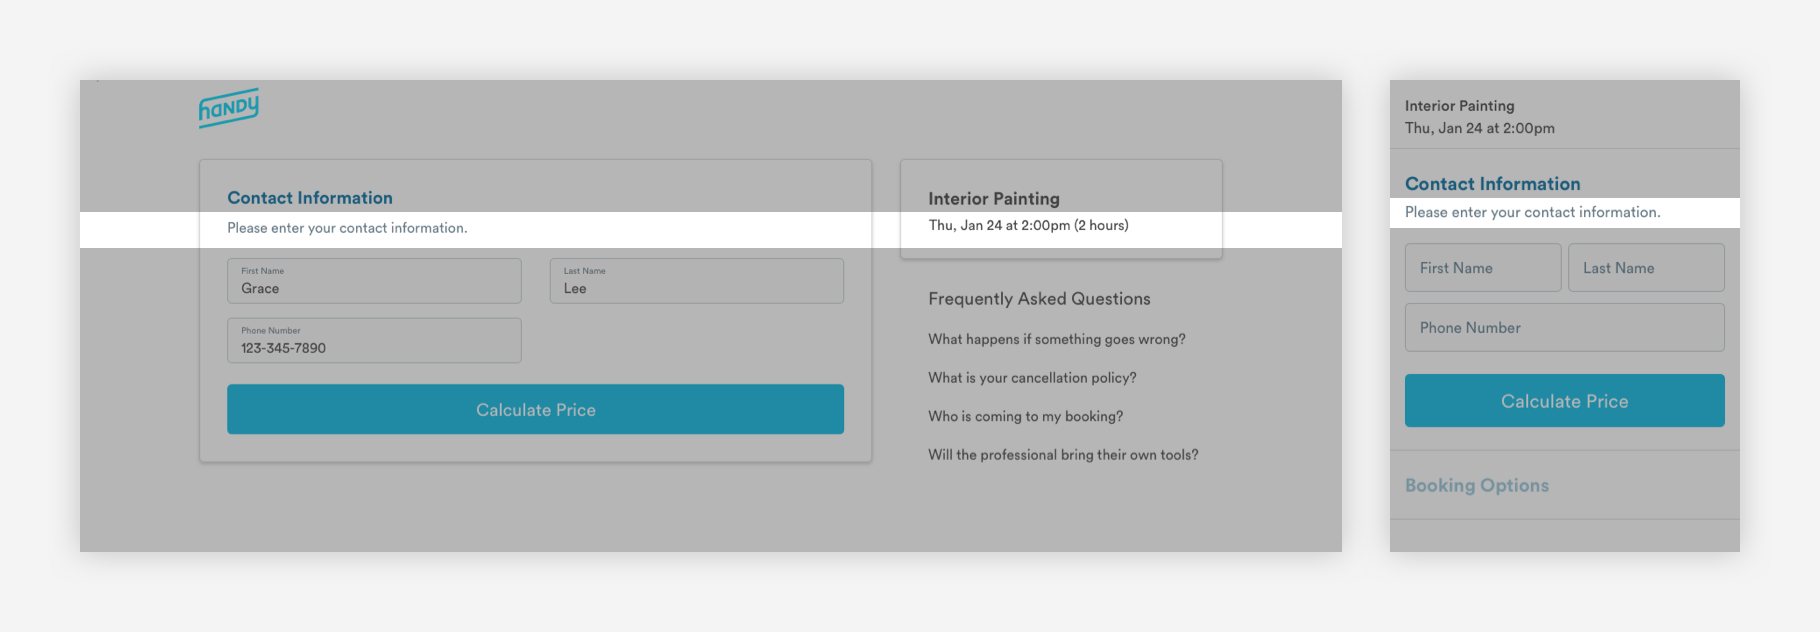 handy
Contact Information
Please enter your contact information.
First Name
Grace
Last Name
Lee
Phone Number
123-345-7890
Calculate Price
Interior Painting
Thu, Jan 24 at 2:00pm (2 hours)
Frequently Asked Questions
What happens if something goes wrong?
What is your cancellation policy?
Who is coming to my booking?
Will the professional bring their own tools?
Interior Painting
Thu, Jan 24 at 2:00pm
Contact Information
Please enter your contact information.
First Name
Last Name
Phone Number
Calculate Price
Booking Options